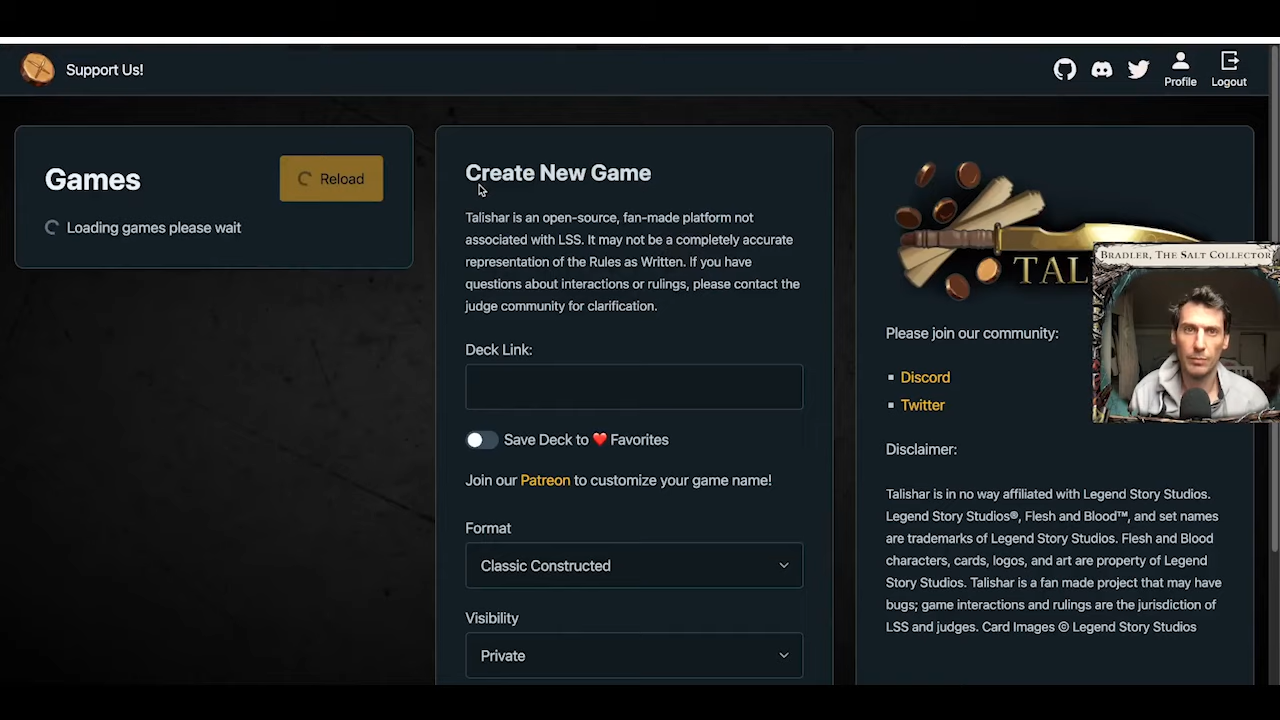 Support Us!
Profile
Logout
Games
Reload
Loading games please wait
Create New Game
Talishar is an open-source, fan-made platform not
associated with LSS. It may not be a completely accurate
representation of the Rules as Written. If you have
questions about interactions or rulings, please contact the
judge community for clarification.
Deck Link:
Save Deck to ❤️ Favorites
Join our Patreon to customize your game name!
Format
Classic Constructed
Visibility
Private
TAL
BRADLER, THE SALT COLLECTOR
Please join our community:
Discord
Twitter
Disclaimer:
Talishar is in no way affiliated with Legend Story Studios.
Legend Story Studios®, Flesh and Blood™, and set names
are trademarks of Legend Story Studios. Flesh and Blood
characters, cards, logos, and art are property of Legend
Story Studios. Talishar is a fan made project that may have
bugs; game interactions and rulings are the jurisdiction of
LSS and judges. Card Images © Legend Story Studios